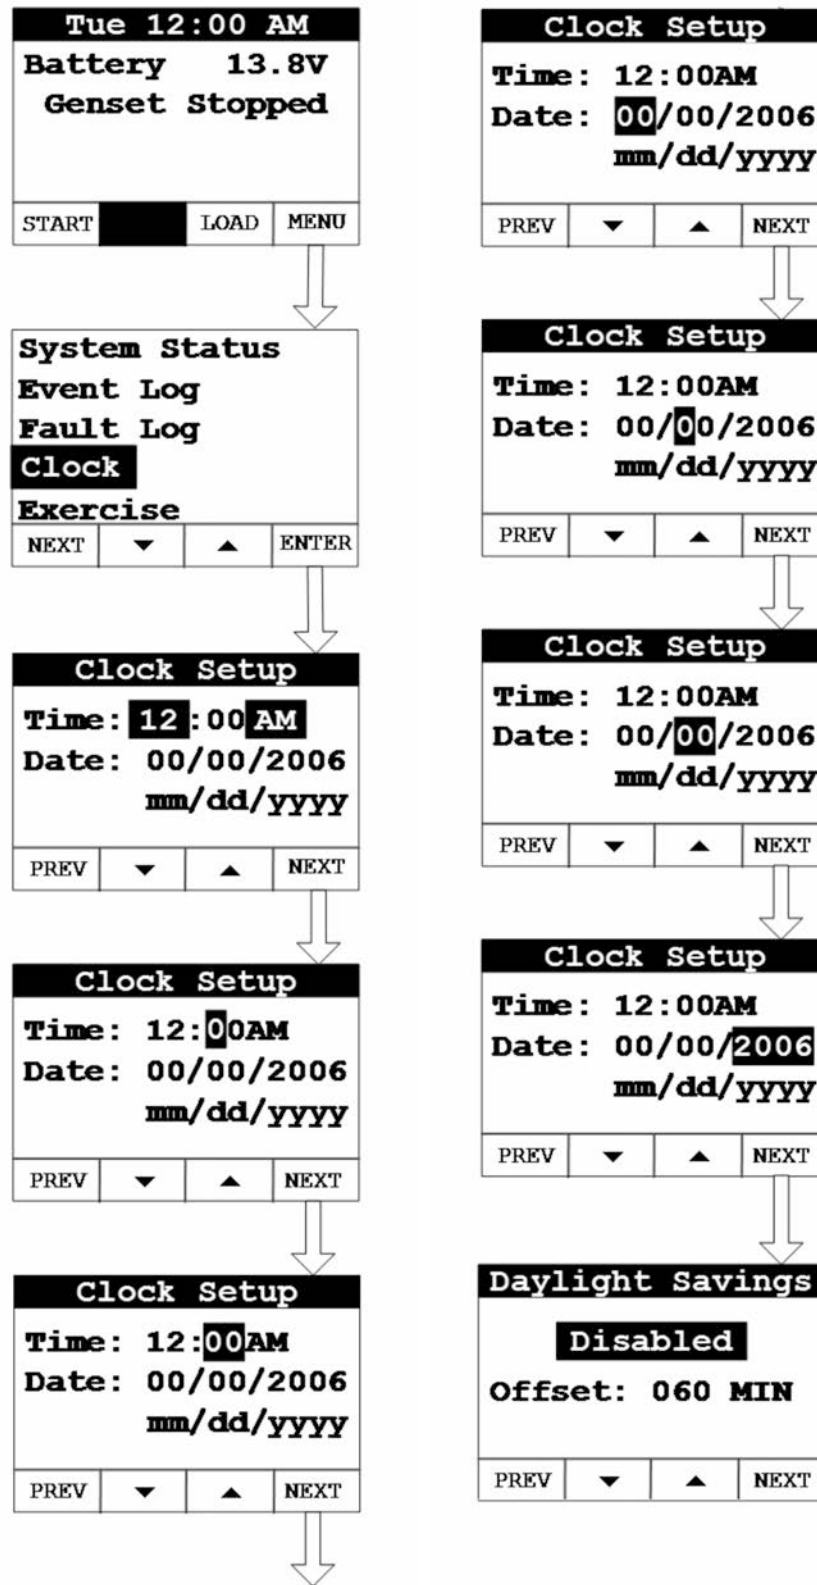 Tue 12:00 AM
Battery 13.8V
Genset Stopped
START LOAD MENU
System Status
Event Log
Fault Log
Clock
Exercise
NEXT ▼ ▲ ENTER
Clock Setup
Time: 12:00AM
Date: 00/00/2006
mm/dd/yyyy
PREV ▼ ▲ NEXT
Clock Setup
Time: 12:00AM
Date: 00/00/2006
mm/dd/yyyy
PREV ▼ ▲ NEXT
Clock Setup
Time: 12:00AM
Date: 00/00/2006
mm/dd/yyyy
PREV ▼ ▲ NEXT
Clock Setup
Time: 12:00AM
Date: 00/00/2006
mm/dd/yyyy
PREV ▼ ▲ NEXT
Clock Setup
Time: 12:00AM
Date: 00/00/2006
mm/dd/yyyy
PREV ▼ ▲ NEXT
Clock Setup
Time: 12:00AM
Date: 00/00/2006
mm/dd/yyyy
PREV ▼ ▲ NEXT
Clock Setup
Time: 12:00AM
Date: 00/00/2006
mm/dd/yyyy
PREV ▼ ▲ NEXT
Daylight Savings
Disabled
Offset: 060 MIN
PREV ▼ ▲ NEXT